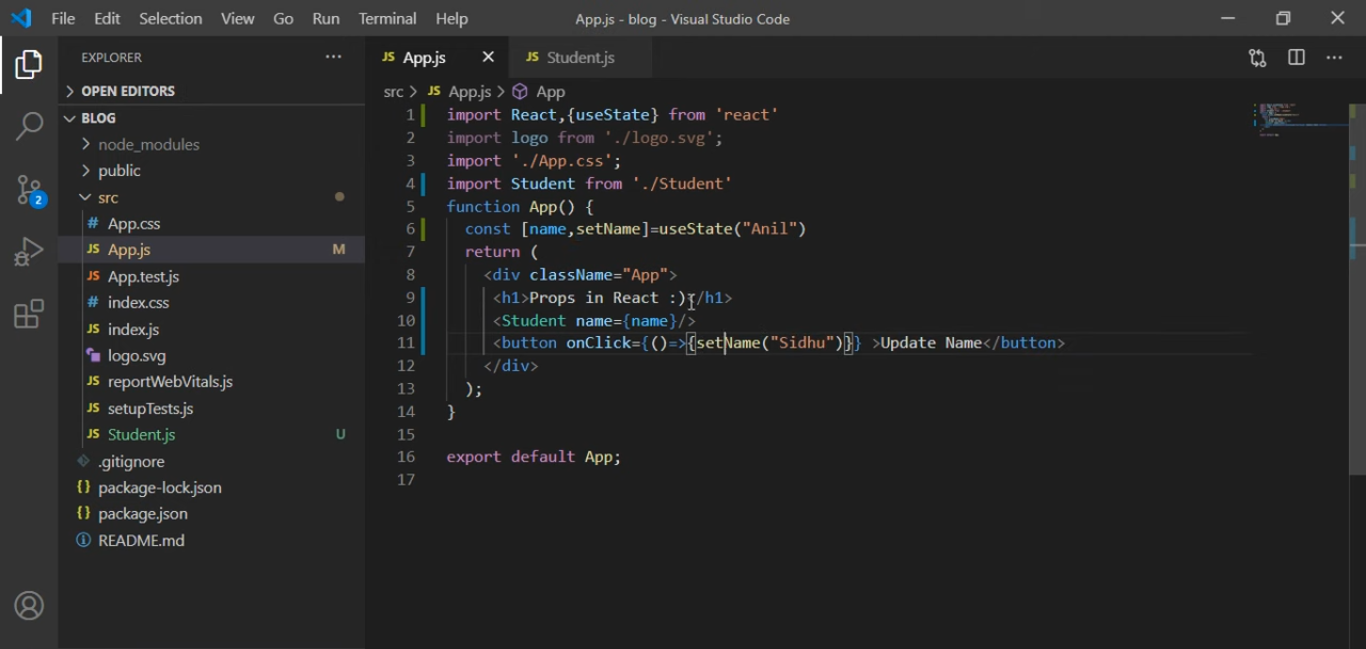 File Edit Selection View Go Run Terminal Help App.js - blog - Visual Studio Code
EXPLORER
OPEN EDITORS
BLOG
node_modules
public
src
# App.css
JS App.js M
JS App.test.js
# index.css
JS index.js
logo.svg
JS reportWebVitals.js
JS setupTests.js
JS Student.js U
.gitignore
{} package-lock.json
{} package.json
README.md
2
JS App.js JS Student.js
src > JS App.js > App
1 import React,{useState} from 'react'
2 import logo from './logo.svg';
3 import './App.css';
4 import Student from './Student'
5 function App() {
6 const [name,setName]=useState("Anil")
7 return (
8 <div className="App">
9 <h1>Props in React :)</h1>
10 <Student name={name}/>
11 <button onClick={()=>{setName("Sidhu")}} >Update Name</button>
12 </div>
13 );
14 }
15
16 export default App;
17